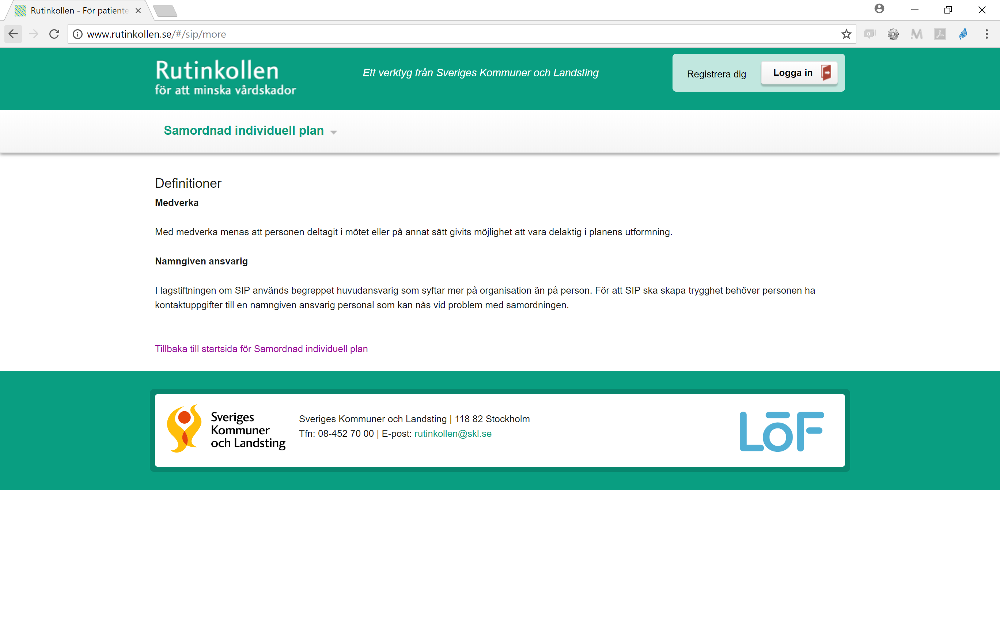 Rutinkollen - För patiente
www.rutinkollen.se/#/sip/more
Rutinkollen
för att minska vårdskador
Ett verktyg från Sveriges Kommuner och Landsting
Registrera dig
Logga in
Samordnad individuell plan
Definitioner
Medverka
Med medverka menas att personen deltagit i mötet eller på annat sätt givits möjlighet att vara delaktig i planens utformning.
Namngiven ansvarig
I lagstiftningen om SIP används begreppet huvudansvarig som syftar mer på organisation än på person. För att SIP ska skapa trygghet behöver personen ha
kontaktuppgifter till en namngiven ansvarig personal som kan nås vid problem med samordningen.
Tillbaka till startsida för Samordnad individuell plan
Sveriges
Kommuner
och Landsting
Sveriges Kommuner och Landsting | 118 82 Stockholm
Tfn: 08-452 70 00 | E-post: rutinkollen@skl.se
LōF